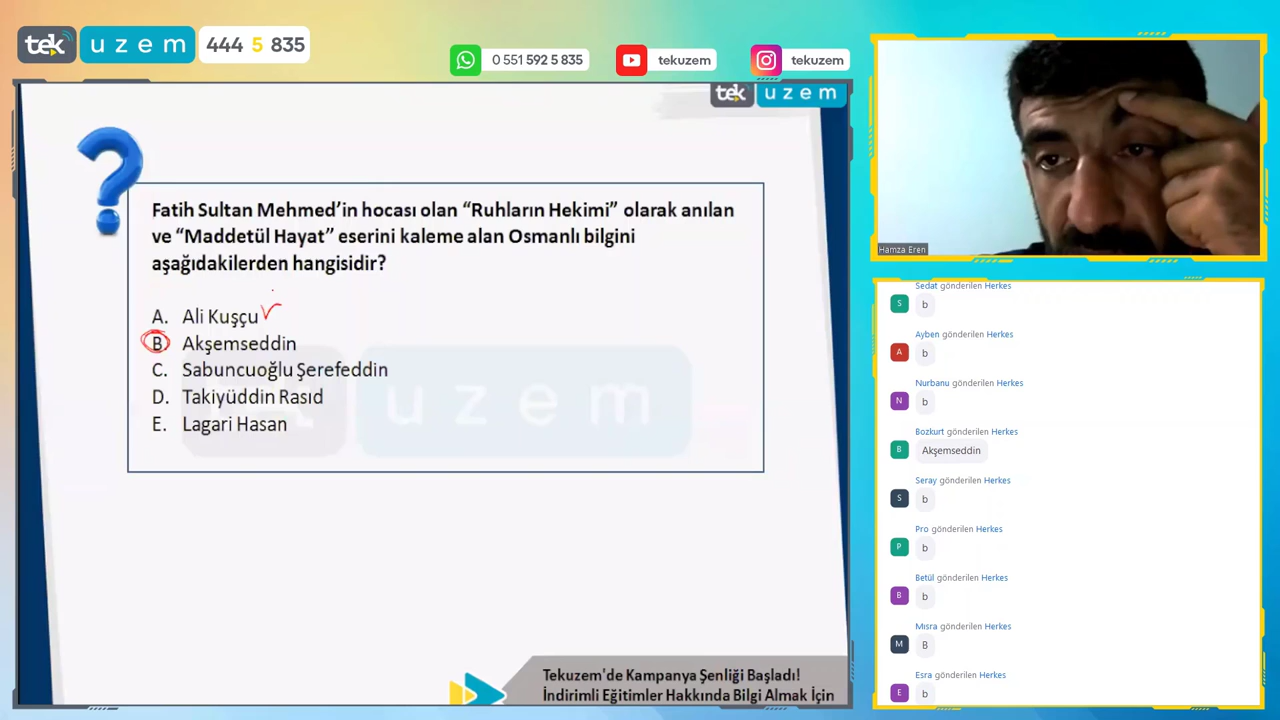 tek uzem 444 5 835
0 551 592 5 835
tekuzem
tekuzem
tek uzem
Fatih Sultan Mehmed'in hocası olan “Ruhların Hekimi” olarak anılan
ve “Maddetül Hayat” eserini kaleme alan Osmanlı bilgini
aşağıdakilerden hangisidir?
A. Ali Kuşçu
B. Akşemseddin
C. Sabuncuoğlu Şerefeddin
D. Takiyüddin Rasıd
E. Lagari Hasan
tek uzem
Tekuzem'de Kampanya Şenliği Başladı!
İndirimli Eğitimler Hakkında Bilgi Almak İçin
Hamza Eren
Sedat gönderilen Herkes
S b
Ayben gönderilen Herkes
A b
Nurbanu gönderilen Herkes
N b
Bozkurt gönderilen Herkes
B Akşemseddin
Seray gönderilen Herkes
S b
Pro gönderilen Herkes
P b
Betül gönderilen Herkes
B b
Mısra gönderilen Herkes
M B
Esra gönderilen Herkes
E b